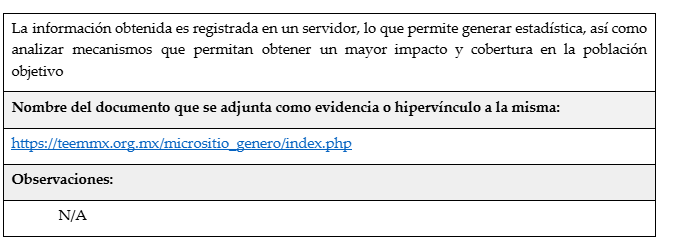 La información obtenida es registrada en un servidor, lo que permite generar estadística, así como
analizar mecanismos que permitan obtener un mayor impacto y cobertura en la población
objetivo
Nombre del documento que se adjunta como evidencia o hipervínculo a la misma:
https://teemmx.org.mx/micrositio_genero/index.php
Observaciones:
N/A